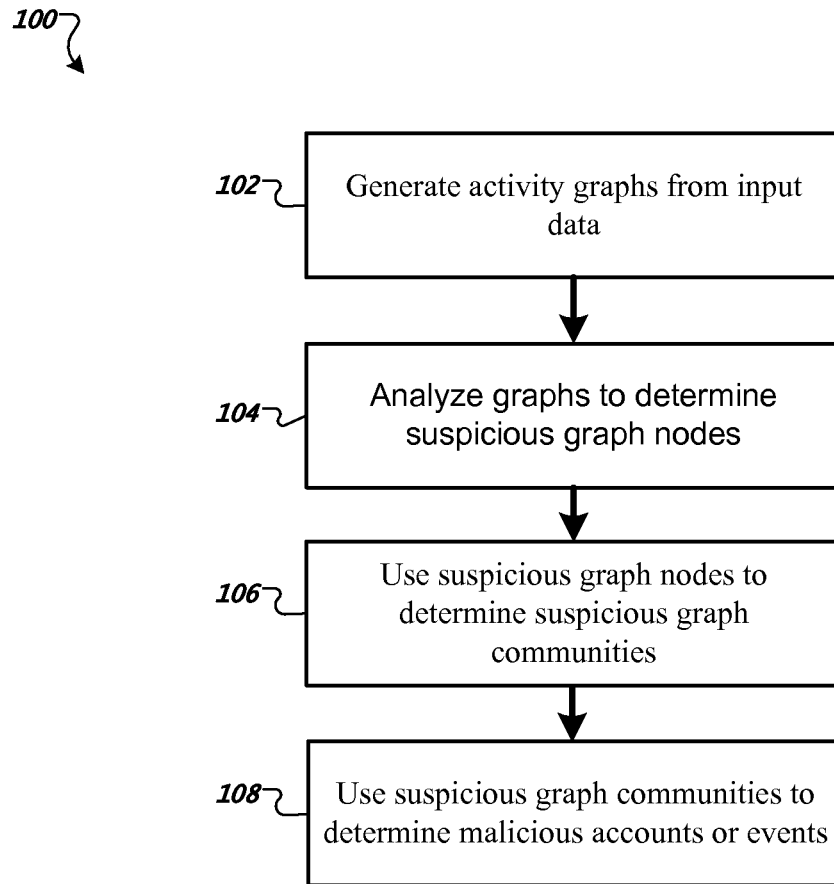 100
102
Generate activity graphs from input
data
104
Analyze graphs to determine
suspicious graph nodes
106
Use suspicious graph nodes to
determine suspicious graph
communities
108
Use suspicious graph communities to
determine malicious accounts or events